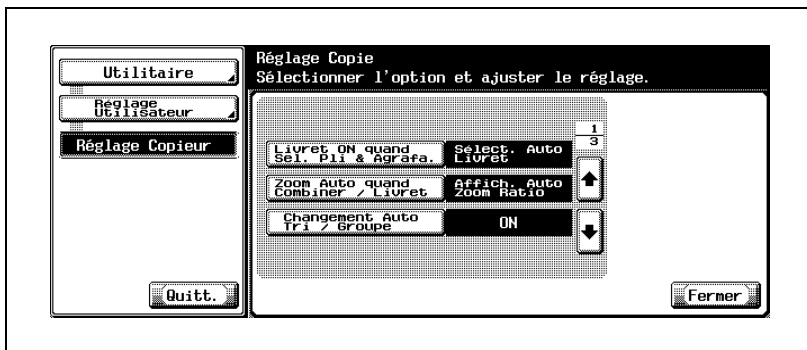 Utilitaire
Réglage
Utilisateur
Réglage Copieur
Quitt.
Réglage Copie
Sélectionner l'option et ajuster le réglage.
1
3
Livret ON quand
Sel. Pli & Agrafa.
Sélect. Auto
Livret
Zoom Auto quand
Combiner / Livret
Affich. Auto
Zoom Ratio
Changement Auto
Tri / Groupe
ON
Fermer